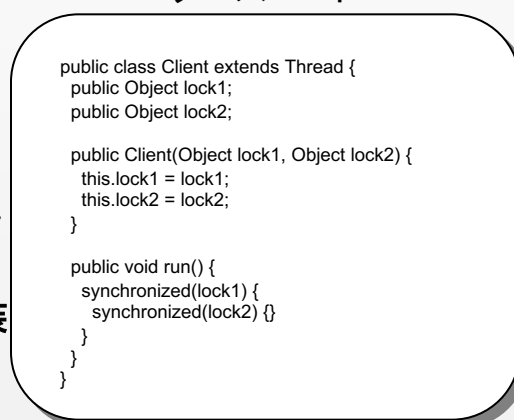 public class Client extends Thread {
public Object lock1;
public Object lock2;
public Client(Object lock1, Object lock2) {
this.lock1 = lock1;
this.lock2 = lock2;
}
public void run() {
synchronized(lock1) {
synchronized(lock2) {}
}
}
}